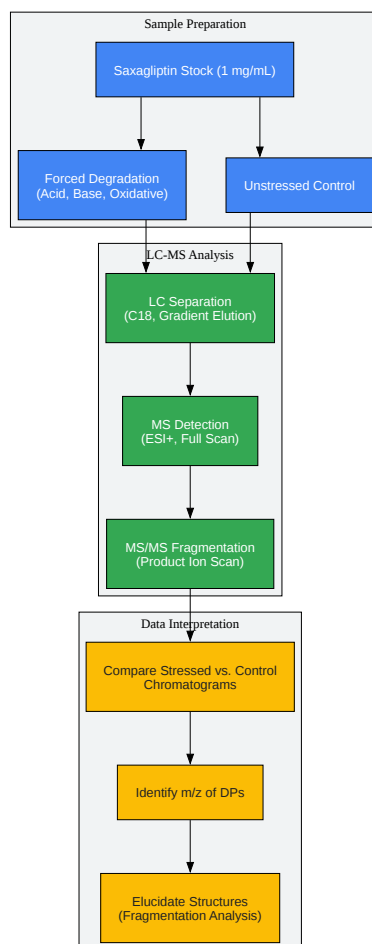 Sample Preparation
Saxagliptin Stock (1 mg/mL)
Forced Degradation
(Acid, Base, Oxidative)
Unstressed Control
LC-MS Analysis
LC Separation
(C18, Gradient Elution)
MS Detection
(ESI+, Full Scan)
MS/MS Fragmentation
(Product Ion Scan)
Data Interpretation
Compare Stressed vs. Control
Chromatograms
Identify m/z of DPs
Elucidate Structures
(Fragmentation Analysis)